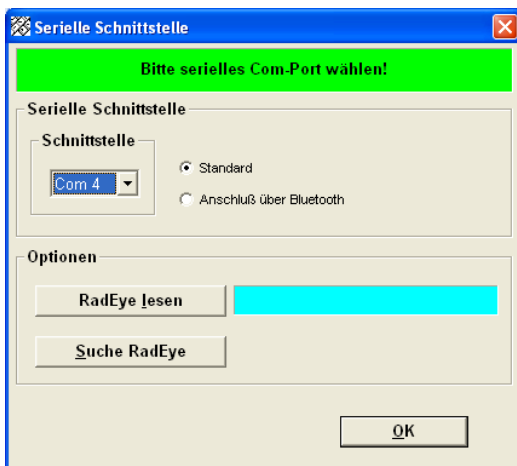 Serielle Schnittstelle
Bitte serielles Com-Port wählen!
Serielle Schnittstelle
Schnittstelle
Com 4
Standard
Anschluß über Bluetooth
Optionen
RadEye lesen
Suche RadEye
OK